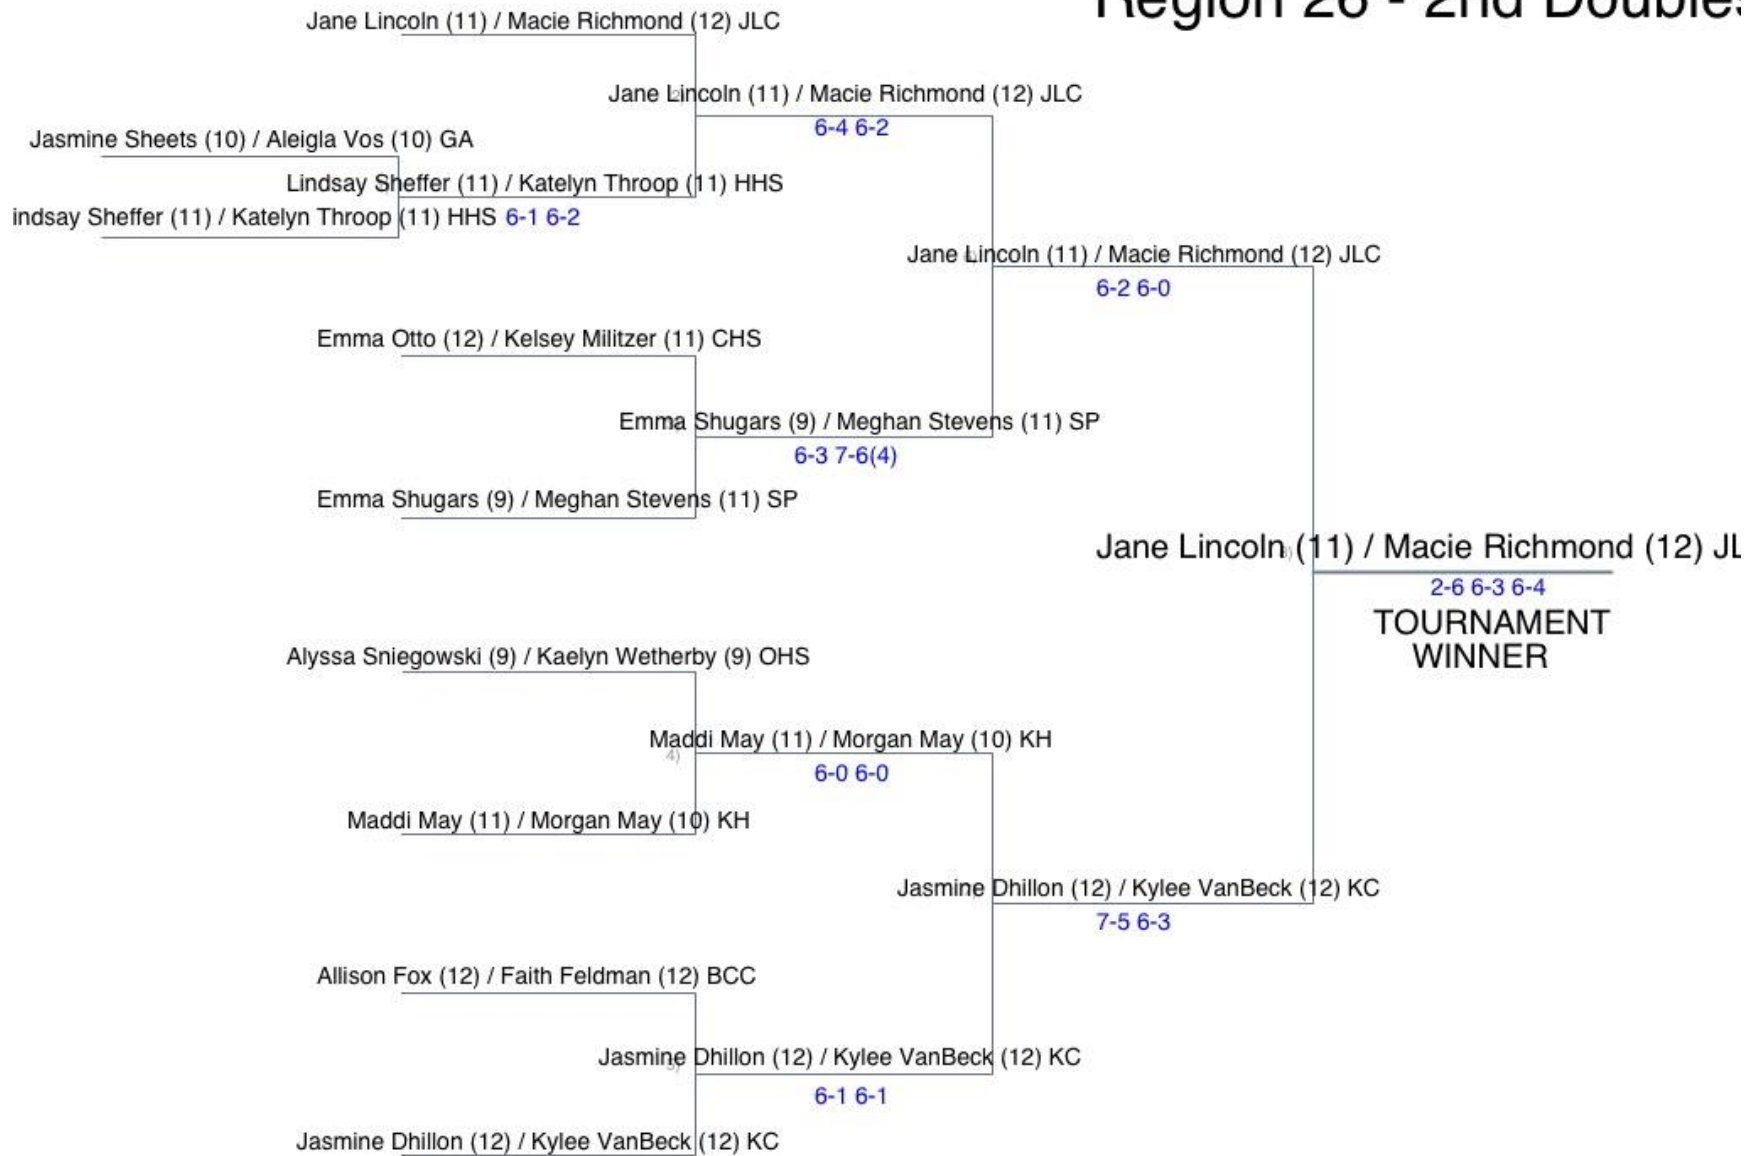 Region 26 - 2nd Doubles
Jane Lincoln (11) / Macie Richmond (12) JLC
Jane Lincoln (11) / Macie Richmond (12) JLC
6-4 6-2
Jasmine Sheets (10) / Aleigla Vos (10) GA
Lindsay Sheffer (11) / Katelyn Throop (11) HHS
indsay Sheffer (11) / Katelyn Throop (11) HHS 6-1 6-2
Jane Lincoln (11) / Macie Richmond (12) JLC
6-2 6-0
Emma Otto (12) / Kelsey Militzer (11) CHS
Emma Shugars (9) / Meghan Stevens (11) SP
6-3 7-6(4)
Emma Shugars (9) / Meghan Stevens (11) SP
Jane Lincoln (11) / Macie Richmond (12) JL
2-6 6-3 6-4
TOURNAMENT
WINNER
Alyssa Sniegowski (9) / Kaelyn Wetherby (9) OHS
Maddi May (11) / Morgan May (10) KH
4)
6-0 6-0
Maddi May (11) / Morgan May (10) KH
Jasmine Dhillon (12) / Kylee VanBeck (12) KC
7-5 6-3
Allison Fox (12) / Faith Feldman (12) BCC
Jasmine Dhillon (12) / Kylee VanBeck (12) KC
6-1 6-1
Jasmine Dhillon (12) / Kylee VanBeck (12) KC